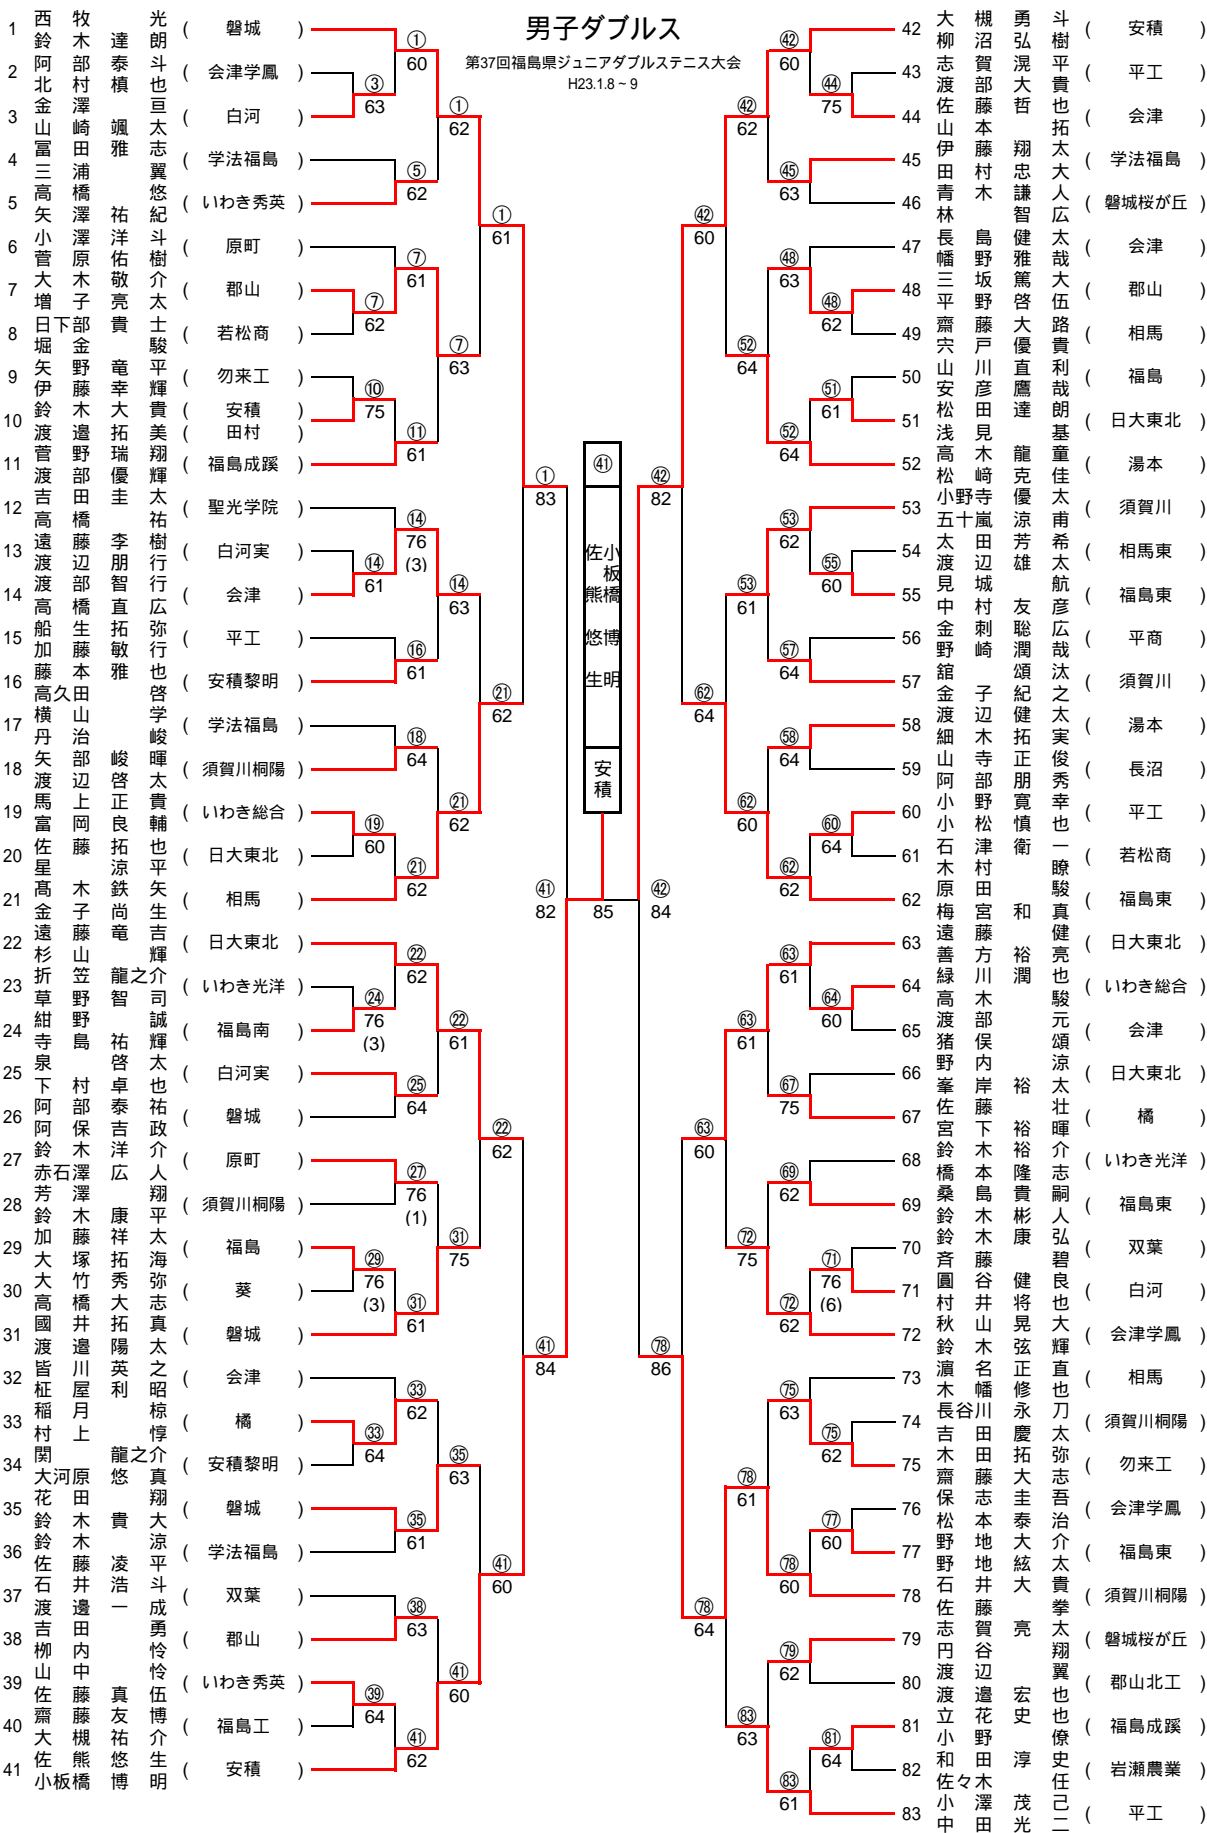 男子ダブルス
第37回福島県ジュニアダブルステニス大会
H23.1.8～9
1 西牧 光 鈴木達朗 ( 磐城 )
2 阿部泰斗 北村槙也 ( 会津学鳳 )
3 金澤 亘 山崎颯太 ( 白河 )
4 冨田雅志 三浦 翼 ( 学法福島 )
5 高橋 悠 矢澤祐紀 ( いわき秀英 )
6 小澤洋斗 菅原佑樹 ( 原町 )
7 大木敬介 増子亮太 ( 郡山 )
8 日下部貴士 堀金 駿 ( 若松商 )
9 矢野竜平 伊藤幸輝 ( 勿来工 )
10 鈴木大貴 ( 安積 ) 渡邉拓美 ( 田村 )
11 菅野瑞翔 渡部優輝 ( 福島成蹊 )
12 吉田圭太 高橋 祐 ( 聖光学院 )
13 遠藤李樹 渡辺朋行 ( 白河実 )
14 渡部智行 高橋直広 ( 会津 )
15 船生拓弥 加藤敏行 ( 平工 )
16 藤本雅也 高久田 啓 ( 安積黎明 )
17 横山 学 丹治 峻 ( 学法福島 )
18 矢部峻暉 渡辺啓太 ( 須賀川桐陽 )
19 馬上正貴 富岡良輔 ( いわき総合 )
20 佐藤拓也 星 涼平 ( 日大東北 )
21 髙木鉄矢 金子尚生 ( 相馬 )
22 遠藤竜吉 杉山 輝 ( 日大東北 )
23 折笠龍之介 草野智司 ( いわき光洋 )
24 紺野 誠 寺島祐輝 ( 福島南 )
25 泉 啓太 下村卓也 ( 白河実 )
26 阿部泰祐 阿保吉政 ( 磐城 )
27 鈴木洋介 赤石澤広人 ( 原町 )
28 芳澤 翔 鈴木康平 ( 須賀川桐陽 )
29 加藤祥太 大塚拓海 ( 福島 )
30 大竹秀弥 高橋大志 ( 葵 )
31 國井拓真 渡邉陽太 ( 磐城 )
32 皆川英之 柾屋利昭 ( 会津 )
33 稲月 椋 村上 惇 ( 橘 )
34 関 龍之介 大河原悠真 ( 安積黎明 )
35 花田 翔 鈴木貴大 ( 磐城 )
36 鈴木 涼 佐藤凌平 ( 学法福島 )
37 石井浩斗 渡邊一成 ( 双葉 )
38 吉田 勇 栁内 怜 ( 郡山 )
39 山中 怜 佐藤真伍 ( いわき秀英 )
40 齋藤友博 大槻祐介 ( 福島工 )
41 佐熊悠生 小板橋博明 ( 安積 )
① 60
③ 63
① 62
⑤ 62
① 61
⑦ 61
⑦ 62
⑦ 63
⑩ 75
⑪ 61
① 83
⑭ 76 (3)
⑭ 61
⑭ 63
⑯ 61
㉑ 62
⑱ 64
㉑ 62
⑲ 60
㉑ 62
㊶ 82
㉒ 62
㉔ 76 (3)
㉒ 61
㉕ 64
㉒ 62
㉗ 76 (1)
㉛ 75
㉙ 76 (3)
㉛ 61
㊶ 84
㉝ 62
㉝ 64
㉟ 63
㉟ 61
㊶ 60
㊳ 63
㊶ 60
㊴ 64
㊶ 62
㊶
佐熊 悠生
小板橋 博明
安積
85
㊷ 60
㊹ 75
㊷ 62
㊺ 63
㊷ 60
㊽ 63
㊽ 62
52 64
51 61
52 64
㊷ 82
53 62
55 60
53 61
57 64
62 64
58 64
62 60
60 64
62 62
㊷ 84
63 61
64 60
63 61
67 75
63 60
69 62
72 75
71 76 (6)
72 62
78 86
75 63
75 62
78 61
77 60
78 60
78 64
79 62
83 63
81 64
83 61
42 大槻勇斗 柳沼弘樹 ( 安積 )
43 志賀滉平 渡部大貴 ( 平工 )
44 佐藤哲也 山本 拓 ( 会津 )
45 伊藤翔太 田村忠大 ( 学法福島 )
46 青木謙人 林 智広 ( 磐城桜が丘 )
47 長島健太 幡野雅哉 ( 会津 )
48 三坂篤大 平野啓伍 ( 郡山 )
49 齋藤大路 宍戸優貴 ( 相馬 )
50 山川直利 安彦鷹哉 ( 福島 )
51 松田達朗 浅見 基 ( 日大東北 )
52 高木龍童 松﨑克佳 ( 湯本 )
53 小野寺優太 五十嵐涼甫 ( 須賀川 )
54 太田芳希 渡辺雄太 ( 相馬東 )
55 見城 航 中村友彦 ( 福島東 )
56 金刺聡広 野崎潤哉 ( 平商 )
57 舘 頌汰 金子紀之 ( 須賀川 )
58 渡辺健太 細木拓実 ( 湯本 )
59 山寺正俊 阿部朋秀 ( 長沼 )
60 小野寛幸 小松慎也 ( 平工 )
61 石津衛一 木村 瞭 ( 若松商 )
62 原田 駿 梅宮和真 ( 福島東 )
63 遠藤 健 善方裕亮 ( 日大東北 )
64 緑川潤也 高木 駿 ( いわき総合 )
65 渡部 元 猪俣 頌 ( 会津 )
66 野内 涼 峯岸裕太 ( 日大東北 )
67 佐藤 壮 宮下裕暉 ( 橘 )
68 鈴木裕介 橋本隆志 ( いわき光洋 )
69 桑島貴嗣 鈴木彬人 ( 福島東 )
70 鈴木康弘 斉藤 碧 ( 双葉 )
71 圓谷健良 村井将也 ( 白河 )
72 秋山晃大 鈴木弦輝 ( 会津学鳳 )
73 濵名正直 木幡修也 ( 相馬 )
74 長谷川永刀 吉田慶太 ( 須賀川桐陽 )
75 木田拓弥 齋藤大志 ( 勿来工 )
76 保志圭吾 松本泰治 ( 会津学鳳 )
77 野地大介 野地絃太 ( 福島東 )
78 石井大貴 佐藤 拳 ( 須賀川桐陽 )
79 志賀亮太 円谷 翔 ( 磐城桜が丘 )
80 渡辺 翼 渡邉宏也 ( 郡山北工 )
81 立花史也 小野 僚 ( 福島成蹊 )
82 和田淳史 佐々木 任 ( 岩瀬農業 )
83 小澤茂己 中田光二 ( 平工 )